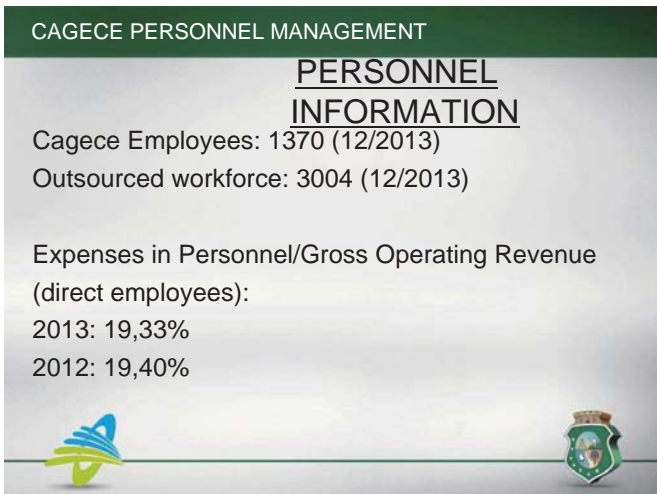 CAGECE PERSONNEL MANAGEMENT
PERSONNEL
INFORMATION
Cagece Employees: 1370 (12/2013)
Outsourced workforce: 3004 (12/2013)
Expenses in Personnel/Gross Operating Revenue
(direct employees):
2013: 19,33%
2012: 19,40%